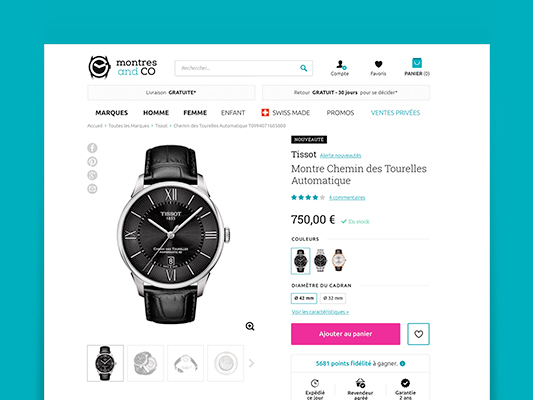 montres
and CO
Rechercher...
Compte
Favoris
PANIER (0)
Livraison GRATUITE*
Retour GRATUIT - 30 jours pour se décider*
MARQUES
HOMME
FEMME
ENFANT
SWISS MADE
PROMOS
VENTES PRIVÉES
Accueil > Toutes les Marques > Tissot > Chemin des Tourelles Automatique T0994071605800
NOUVEAUTÉ
Tissot
Alerte nouveautés
Montre Chemin des Tourelles
Automatique
4 commentaires
750,00 €
En stock
COULEURS
TISSOT
1853
CHEMIN DES TOURELLES
POWERMATIC 80
DIAMÈTRE DU CADRAN
Ø 42 mm
Ø 32 mm
Voir les caractéristiques >
Ajouter au panier
5681 points fidélité à gagner.
Expédié
ce jour
Revendeur
agréé
Garantie
2 ans